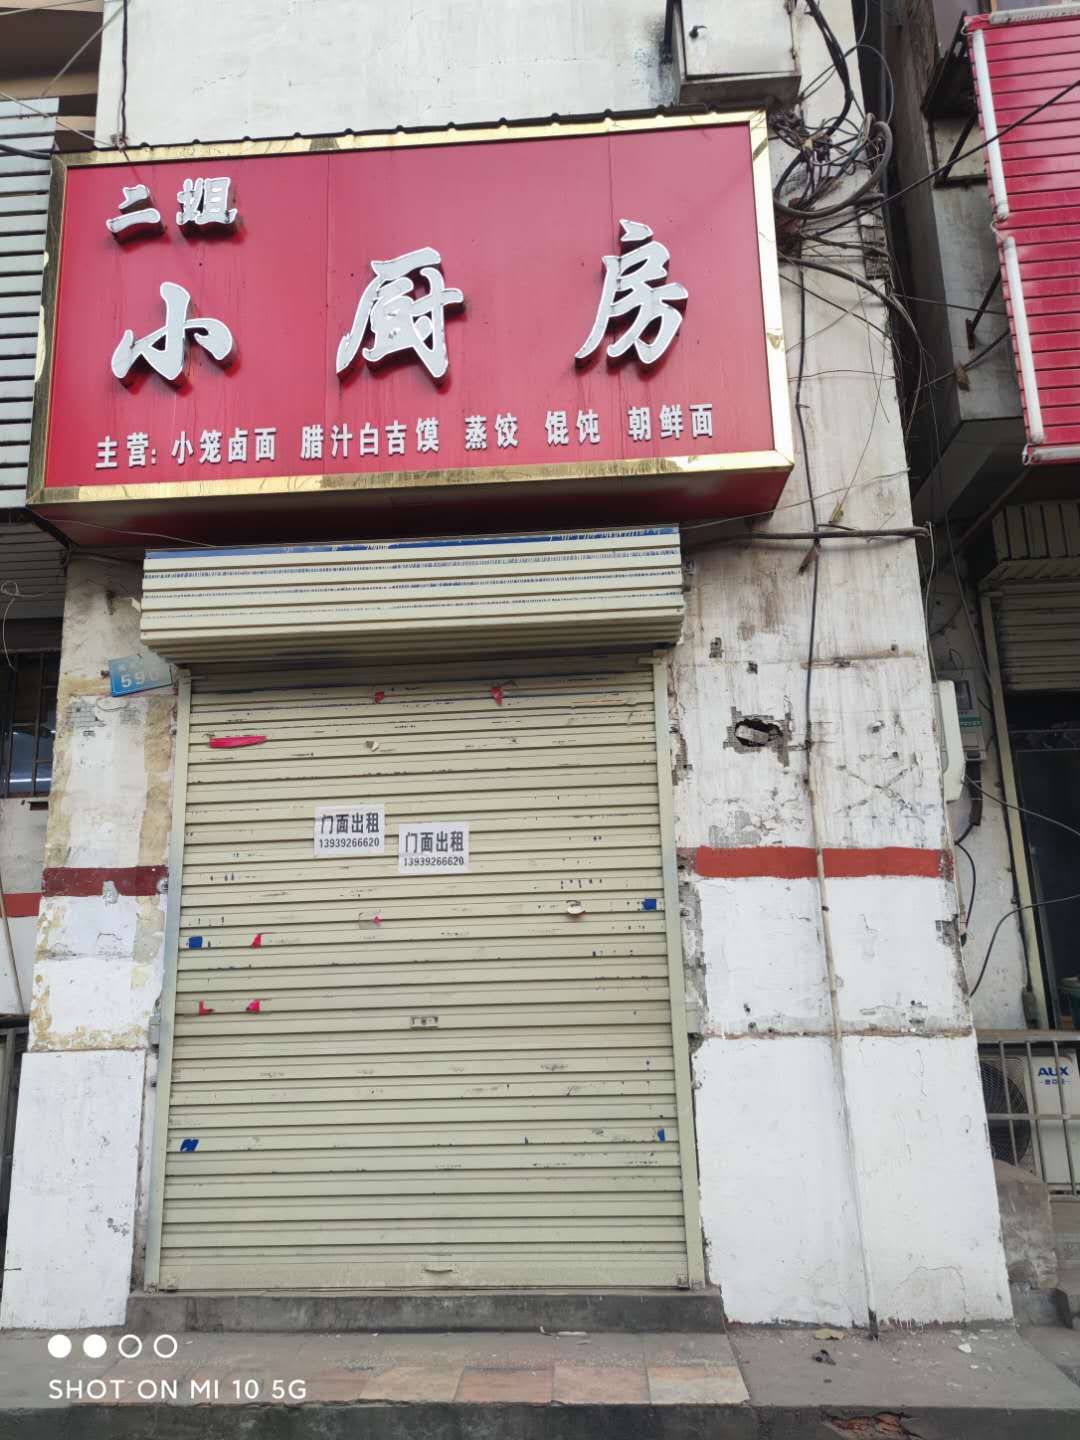 二姐
小厨房
主营: 小笼卤面 腊汁白吉馍 蒸饺 馄饨 朝鲜面
门面出租
13939266620
门面出租
13939266620
AUX
SHOT ON MI 10 5G